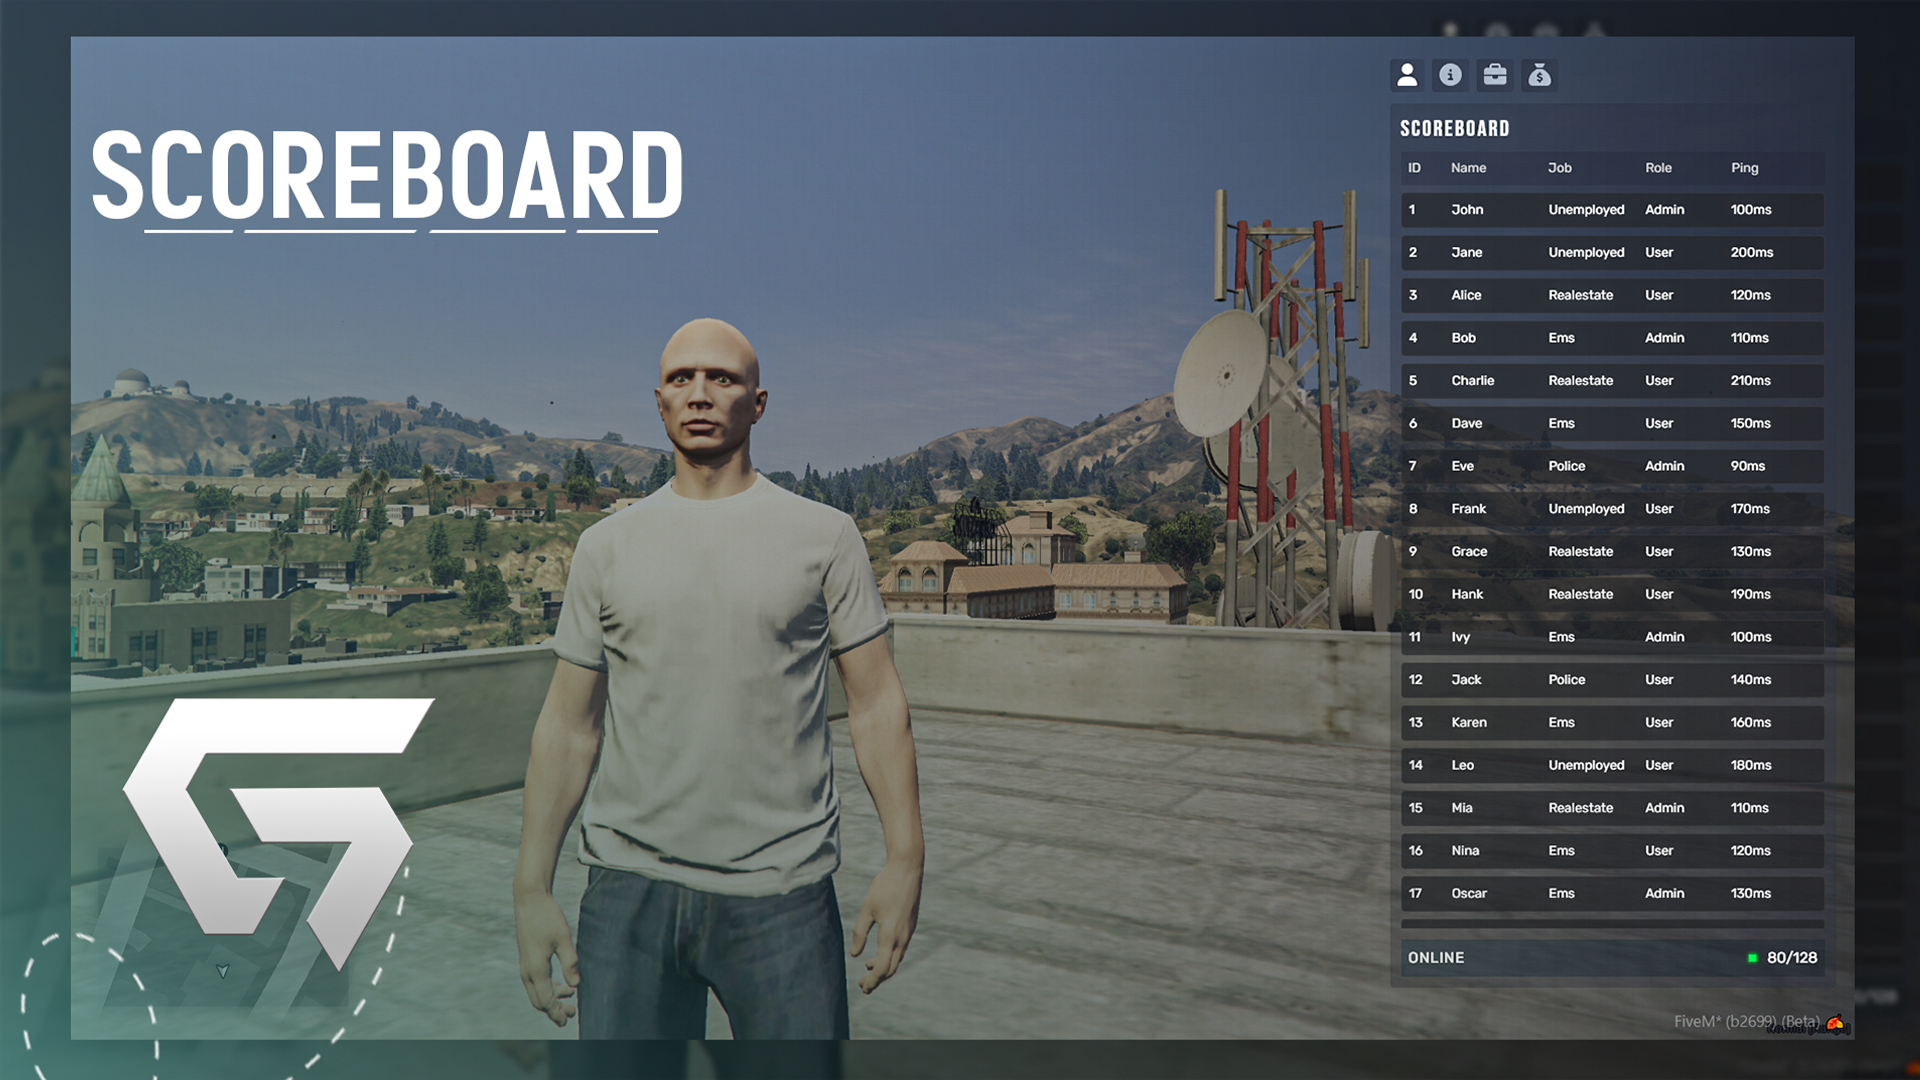 SCOREBOARD
SCOREBOARD
ID Name Job Role Ping
1 John Unemployed Admin 100ms
2 Jane Unemployed User 200ms
3 Alice Realestate User 120ms
4 Bob Ems Admin 110ms
5 Charlie Realestate User 210ms
6 Dave Ems User 150ms
7 Eve Police Admin 90ms
8 Frank Unemployed User 170ms
9 Grace Realestate User 130ms
10 Hank Realestate User 190ms
11 Ivy Ems Admin 100ms
12 Jack Police User 140ms
13 Karen Ems User 160ms
14 Leo Unemployed User 180ms
15 Mia Realestate Admin 110ms
16 Nina Ems User 120ms
17 Oscar Ems Admin 130ms
ONLINE 80/128
FiveM* (b2699) (Beta)